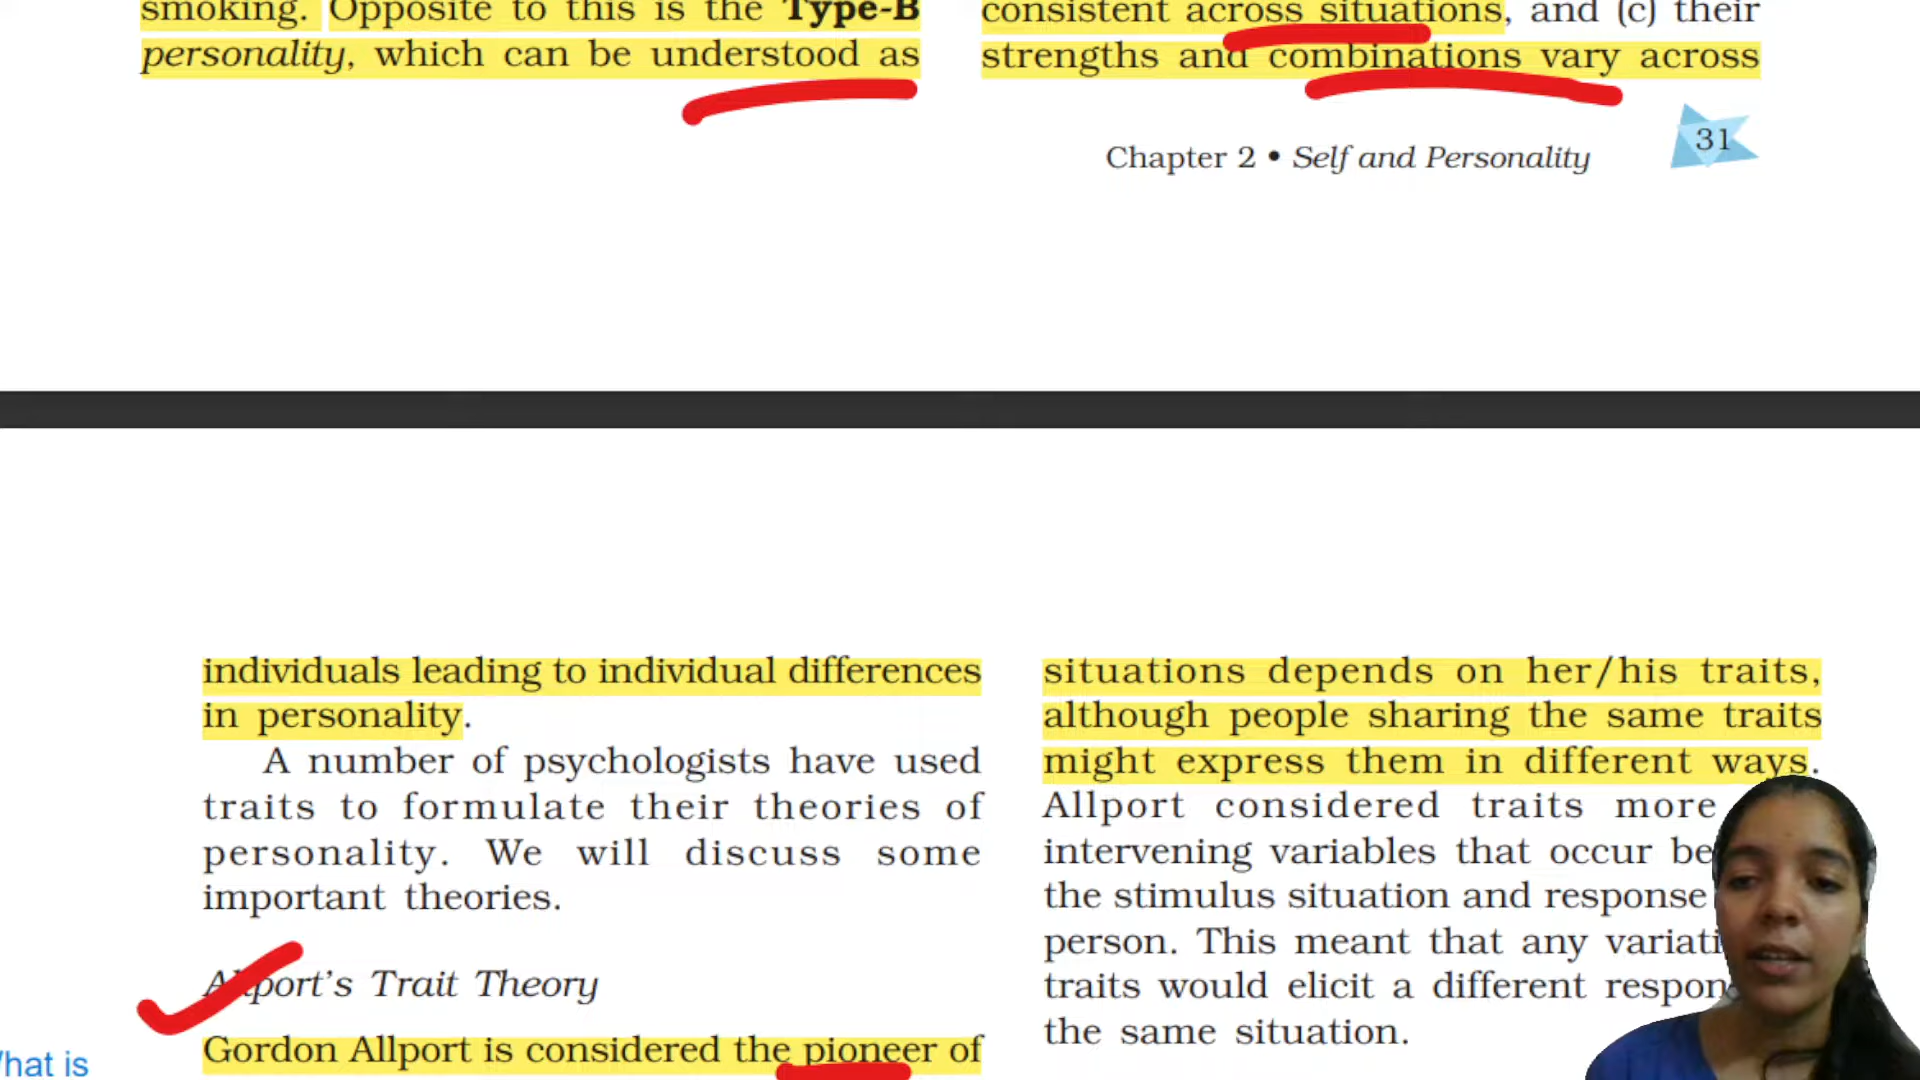 smoking. Opposite to this is the Type-B
personality, which can be understood as
consistent across situations, and (c) their
strengths and combinations vary across
Chapter 2 • Self and Personality
31
individuals leading to individual differences
in personality.
A number of psychologists have used
traits to formulate their theories of
personality. We will discuss some
important theories.
Allport's Trait Theory
Gordon Allport is considered the pioneer of
situations depends on her/his traits,
although people sharing the same traits
might express them in different ways.
Allport considered traits more
intervening variables that occur
the stimulus situation and response
person. This meant that any
traits would elicit a different
the same situation.
is